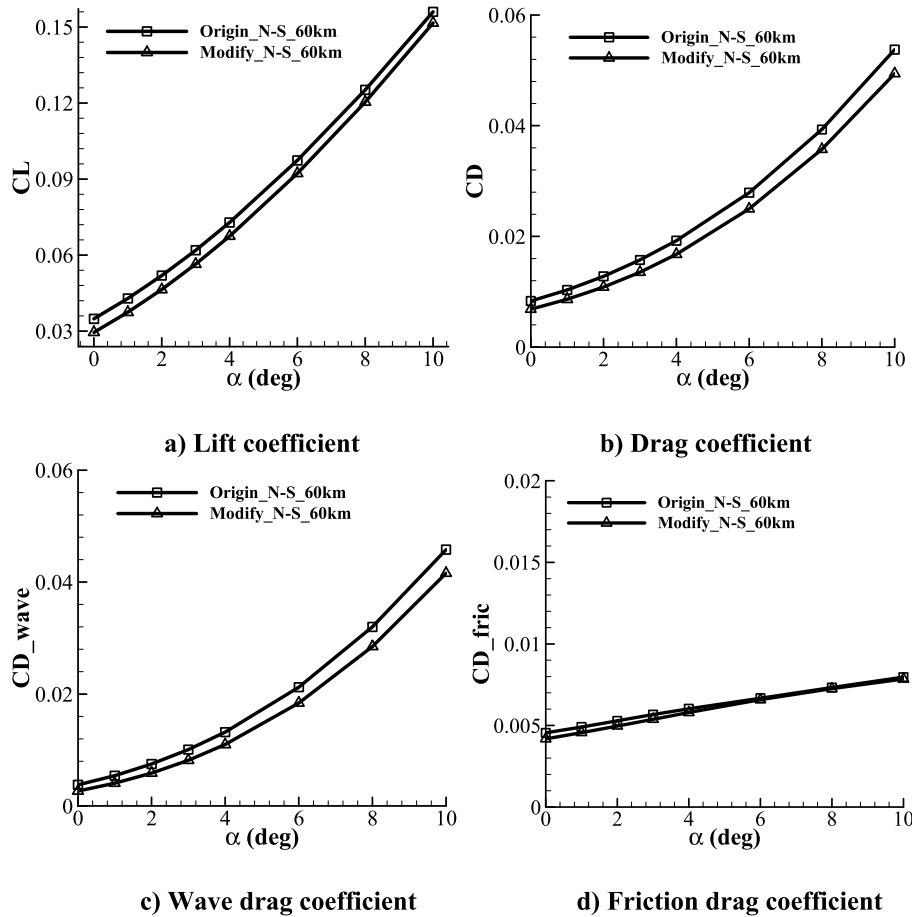 0.15
0.12
0.09
0.06
0.03
CL
Origin_N-S_60km
Modify_N-S_60km
0 2 4 6 8 10
α (deg)
a) Lift coefficient
0.06
0.04
0.02
0
CD
Origin_N-S_60km
Modify_N-S_60km
0 2 4 6 8 10
α (deg)
b) Drag coefficient
0.06
0.04
0.02
0
CD_wave
Origin_N-S_60km
Modify_N-S_60km
0 2 4 6 8 10
α (deg)
c) Wave drag coefficient
0.02
0.015
0.01
0.005
0
CD_fric
Origin_N-S_60km
Modify_N-S_60km
0 2 4 6 8 10
α (deg)
d) Friction drag coefficient